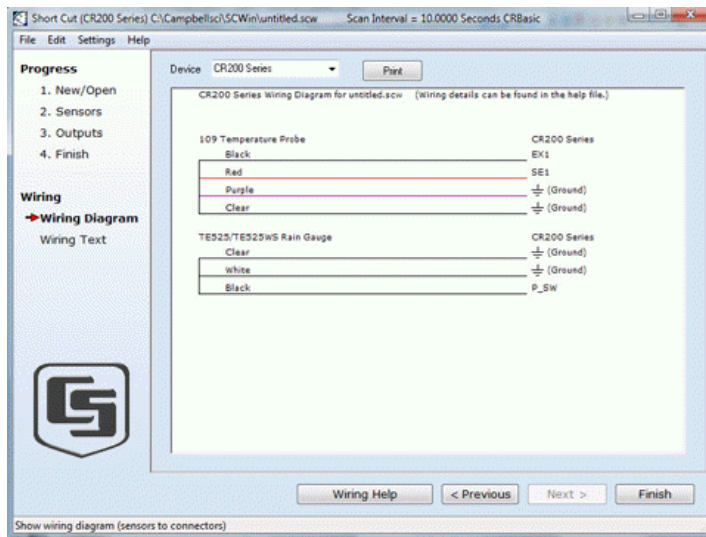 Short Cut (CR200 Series) C:\Campbellsci\SCWin\untitled.scw Scan Interval = 10.0000 Seconds CRBasic
File Edit Settings Help
Progress
1. New/Open
2. Sensors
3. Outputs
4. Finish
Wiring
Wiring Diagram
Wiring Text
Device CR200 Series Print
CR200 Series Wiring Diagram for untitled.scw (Wiring details can be found in the help file.)
109 Temperature Probe CR200 Series
Black EX1
Red SE1
Purple (Ground)
Clear (Ground)
TE525/TE525WS Rain Gauge CR200 Series
Clear (Ground)
White (Ground)
Black P_SW
Wiring Help < Previous Next > Finish
Show wiring diagram (sensors to connectors)